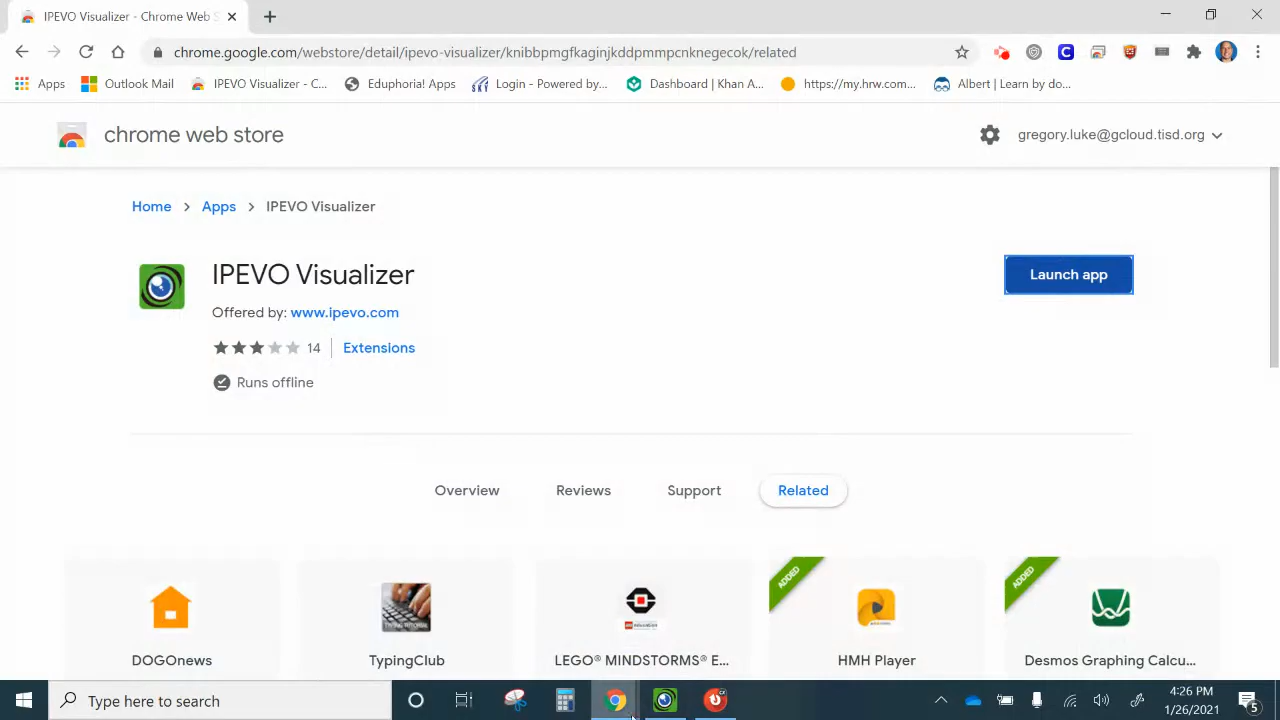 IPEVO Visualizer - Chrome Web S
chrome.google.com/webstore/detail/ipevo-visualizer/knhbpmgfkaginjkddpmmpcnknegecok/related
Apps
Outlook Mail
IPEVO Visualizer - C...
Eduphoria! Apps
Login - Powered by...
Dashboard | Khan A...
https://my.hrw.com...
Albert | Learn by do...
chrome web store
gregory.luke@gcloud.tisd.org
Home > Apps > IPEVO Visualizer
IPEVO Visualizer
Launch app
Offered by: www.ipevo.com
14
Extensions
Runs offline
Overview
Reviews
Support
Related
ADDED
ADDED
DOGOnews
TypingClub
LEGO® MINDSTORMS® E...
HMH Player
Desmos Graphing Calcu...
Type here to search
4:26 PM
1/26/2021
5